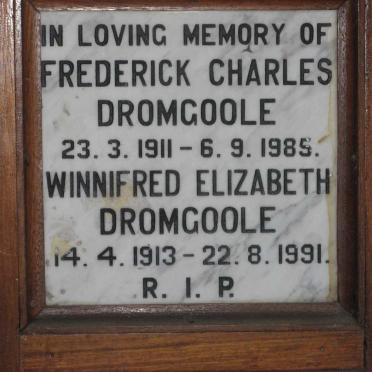 IN LOVING MEMORY OF
FREDERICK CHARLES
DROMGOOLE
23. 3. 1911 - 6. 9. 1985.
WINNIFRED ELIZABETH
DROMGOOLE
14. 4. 1913 - 22. 8. 1991.
R. I. P.